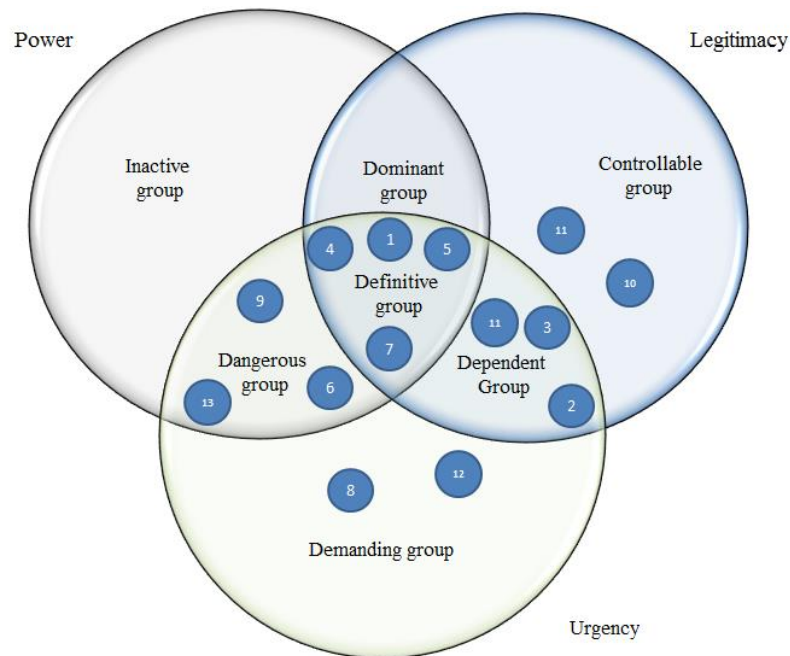 Power
Legitimacy
Inactive
group
Dominant
group
Controllable
group
11
4
1
5
10
9
Definitive
group
11
3
7
Dangerous
group
Dependent
Group
6
13
2
12
8
Demanding group
Urgency